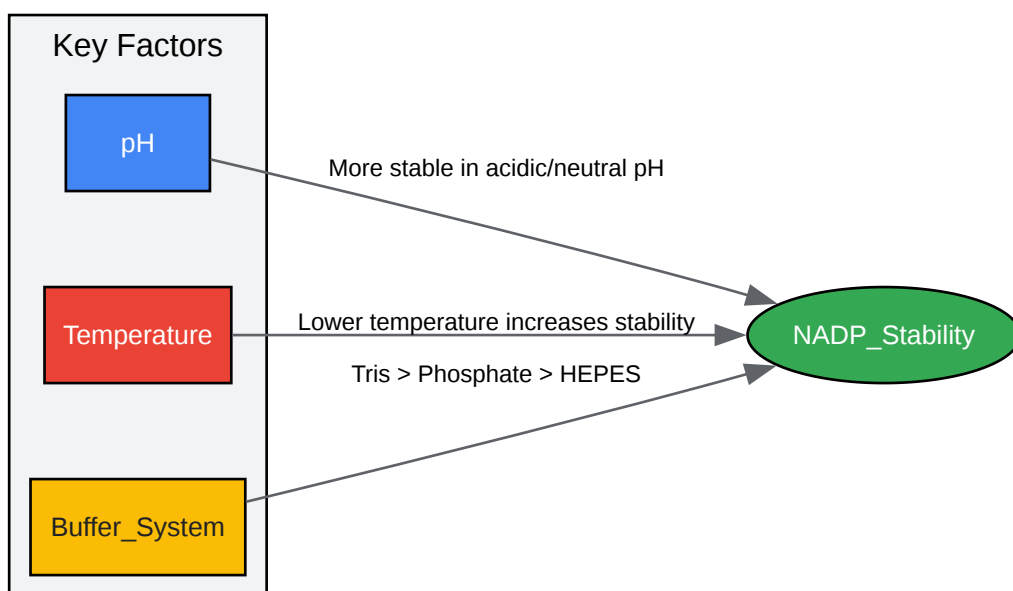 Key Factors
pH
More stable in acidic/neutral pH
Temperature
Lower temperature increases stability
NADP_Stability
Tris > Phosphate > HEPES
Buffer_System